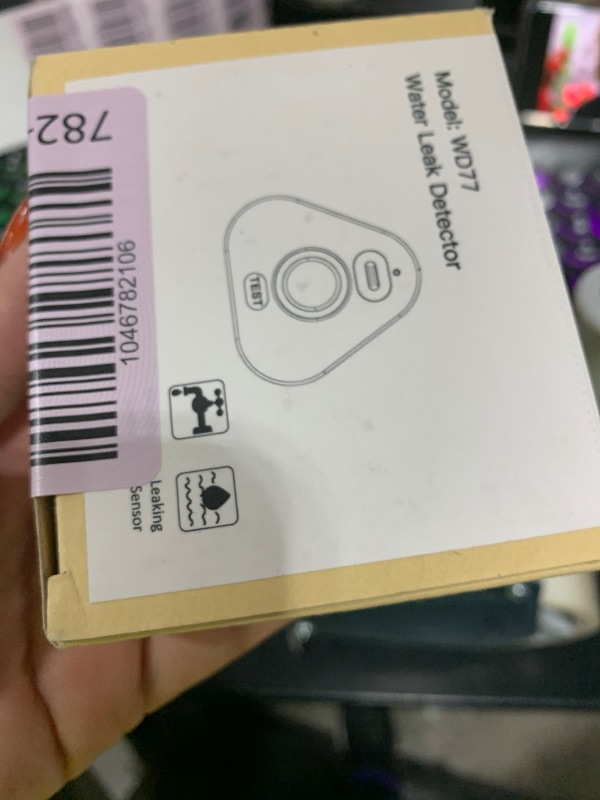 Model: WD77
Water Leak Detector
TEST
Leaking
Sensor
1046782106
782